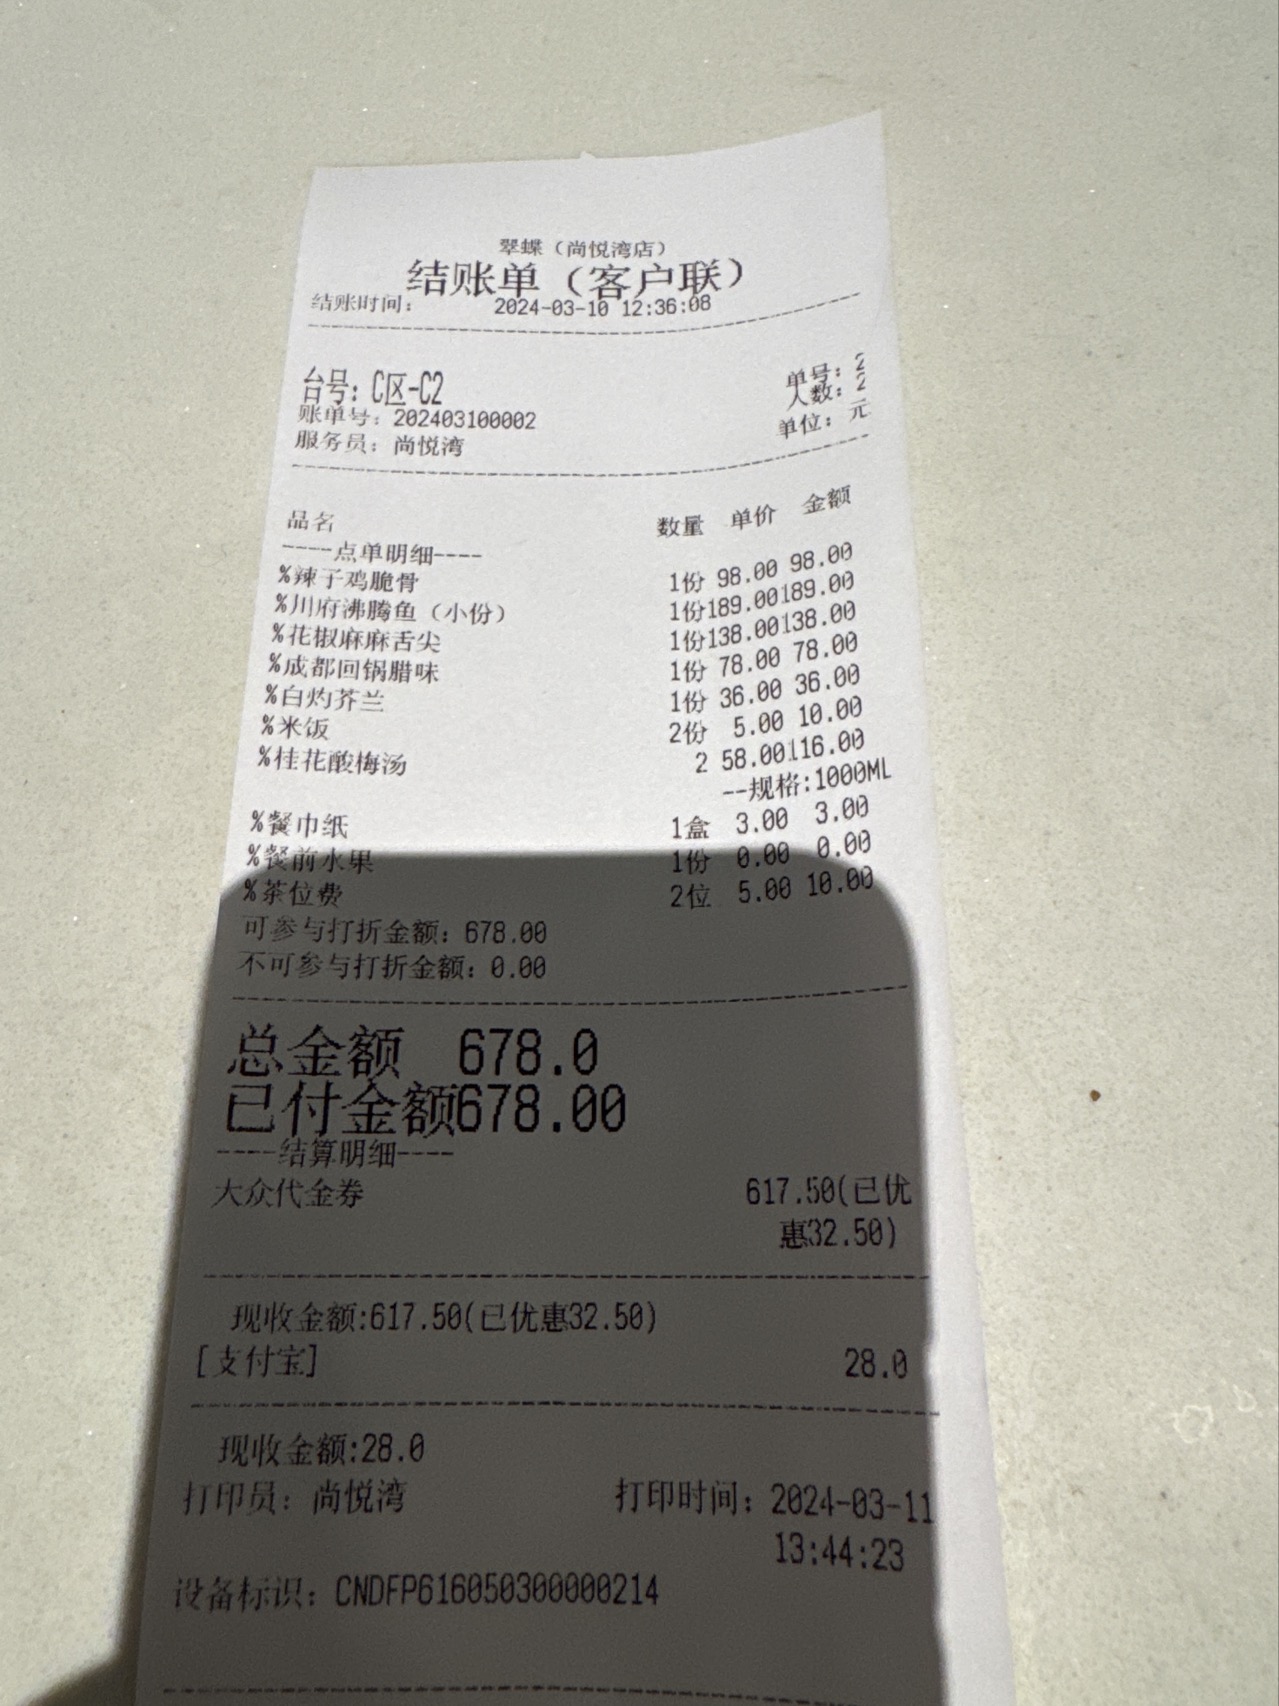 翠蝶（尚悦湾店）
结账单（客户联）
结账时间： 2024-03-10 12:36:08
台号：C区-C2 单号：2
人数：2
账单号：202403100002 单位：元
服务员：尚悦湾
品名 数量 单价 金额
----点单明细----
%辣子鸡脆骨 1份 98.00 98.00
%川府沸腾鱼（小份） 1份189.00189.00
%花椒麻麻舌尖 1份138.00138.00
%成都回锅腊味 1份 78.00 78.00
%白灼芥兰 1份 36.00 36.00
%米饭 2份 5.00 10.00
%桂花酸梅汤 2 58.00116.00
--规格:1000ML
%餐巾纸 1盒 3.00 3.00
%餐前水果 1份 0.00 0.00
%茶位费 2位 5.00 10.00
可参与打折金额：678.00
不可参与打折金额：0.00
总金额 678.0
已付金额678.00
----结算明细----
大众代金券 617.50(已优
惠32.50)
现收金额:617.50(已优惠32.50)
[支付宝] 28.0
现收金额:28.0
打印员：尚悦湾 打印时间：2024-03-11
13:44:23
设备标识：CNDFP616050300000214